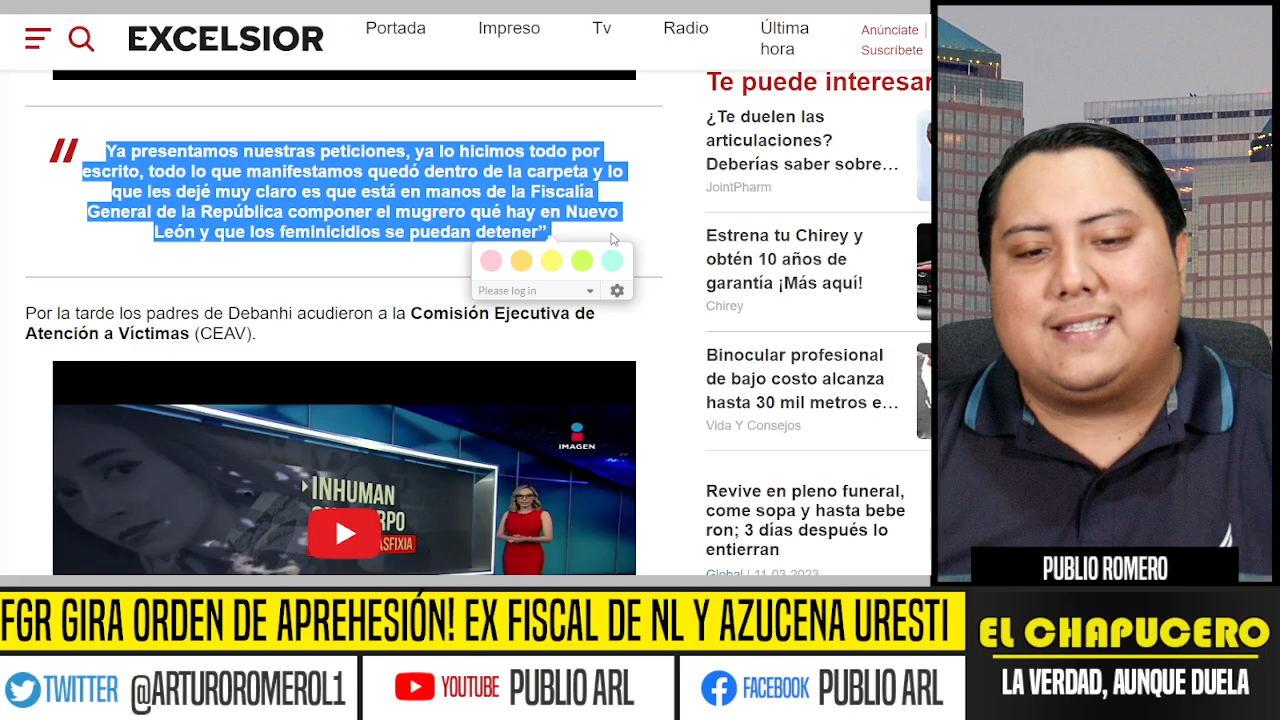 EXCELSIOR
Portada
Impreso
Tv
Radio
Última
hora
Anúnciate |
Suscríbete
"
Ya presentamos nuestras peticiones, ya lo hicimos todo por
escrito, todo lo que manifestamos quedó dentro de la carpeta y lo
que les dejé muy claro es que está en manos de la Fiscalía
General de la República componer el mugrero qué hay en Nuevo
León y que los feminicidios se puedan detener”.
Please log in
Por la tarde los padres de Debanhi acudieron a la Comisión Ejecutiva de
Atención a Víctimas (CEAV).
IMAGEN
INHUMAN
ASFIXIA
Te puede interesar
¿Te duelen las
articulaciones?
Deberías saber sobre…
JointPharm
Estrena tu Chirey y
obtén 10 años de
garantía ¡Más aquí!
Chirey
Binocular profesional
de bajo costo alcanza
hasta 30 mil metros e…
Vida Y Consejos
Revive en pleno funeral,
come sopa y hasta bebe
ron; 3 días después lo
entierran
Global | 11-03-2023
PUBLIO ROMERO
FGR GIRA ORDEN DE APREHESIÓN! EX FISCAL DE NL Y AZUCENA URESTI
EL CHAPUCERO
LA VERDAD, AUNQUE DUELA
TWITTER @ARTUROROMEROL1
YOUTUBE PUBLIO ARL
FACEBOOK PUBLIO ARL